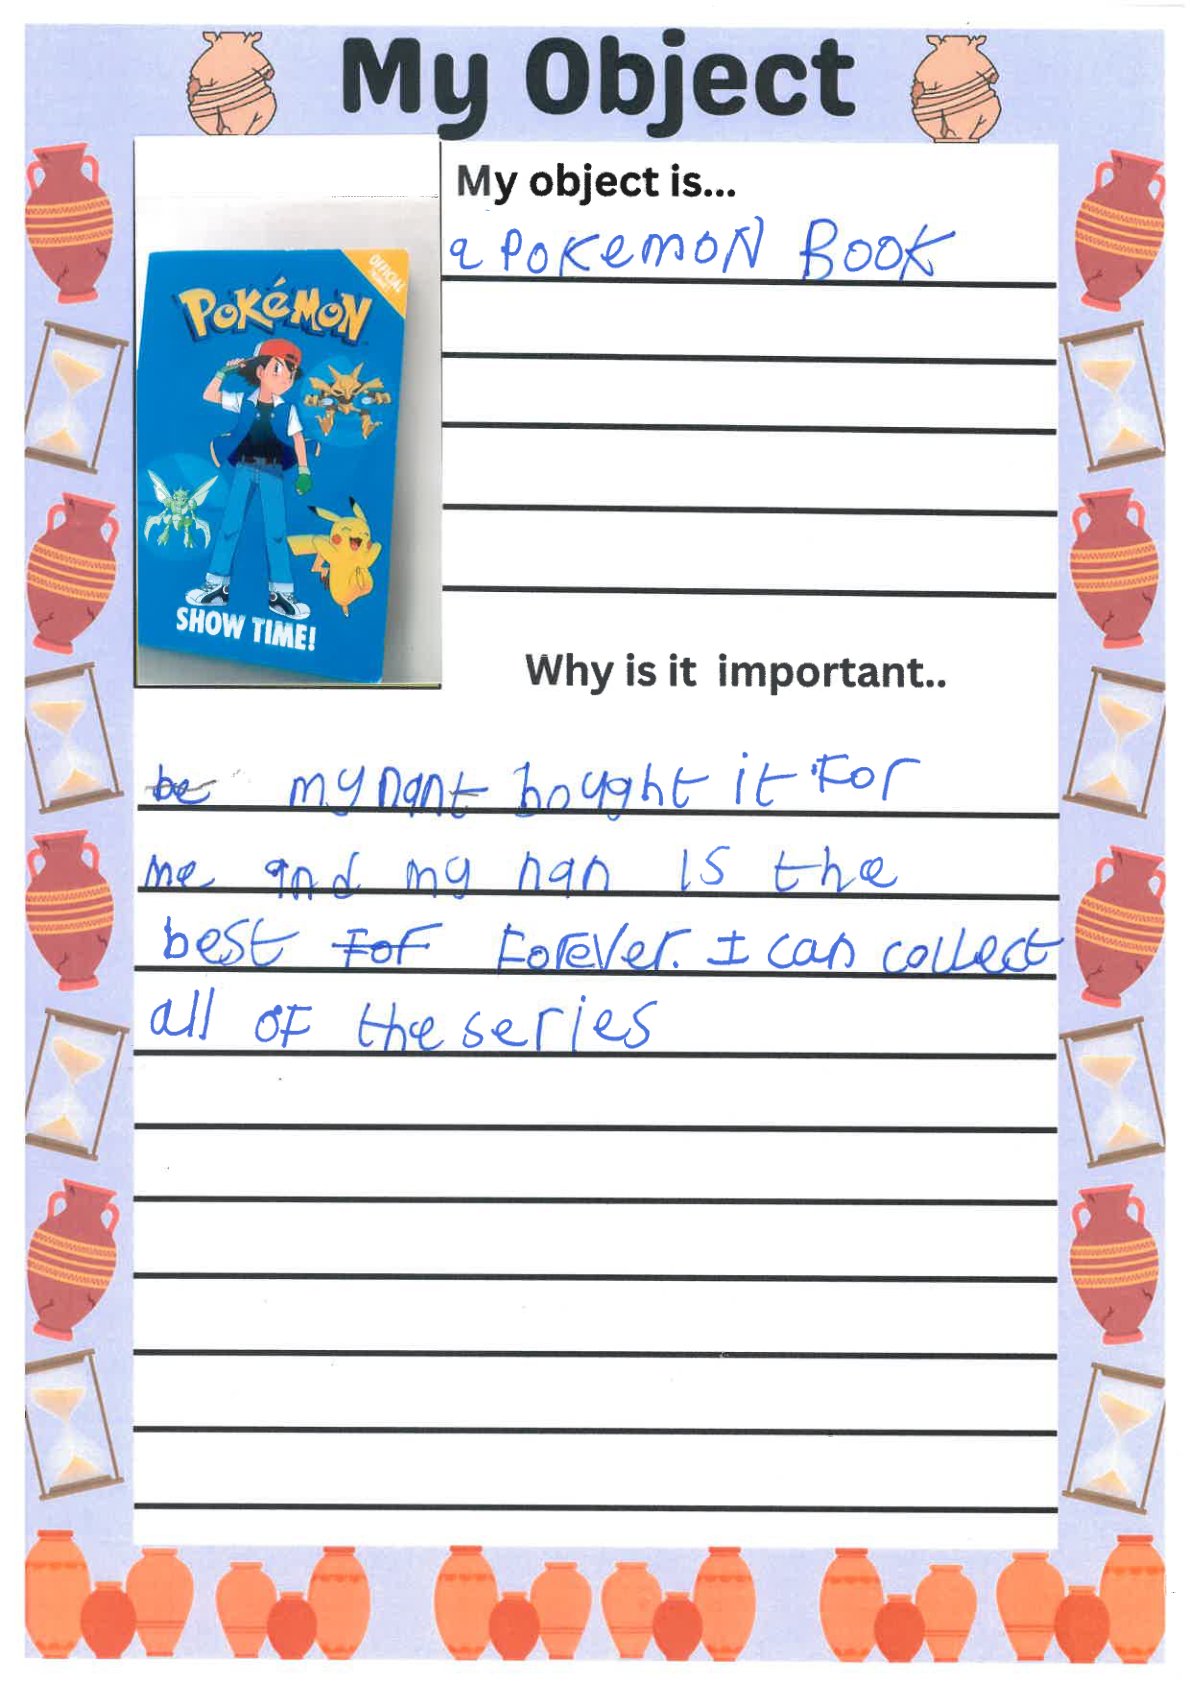 My Object
My object is...
a POKEMON BOOK
OFFICIAL
POKÉMON
SHOW TIME!
Why is it important..
be my nant bought it For
me and my nan is the
best For Forever. I can collect
all of the series